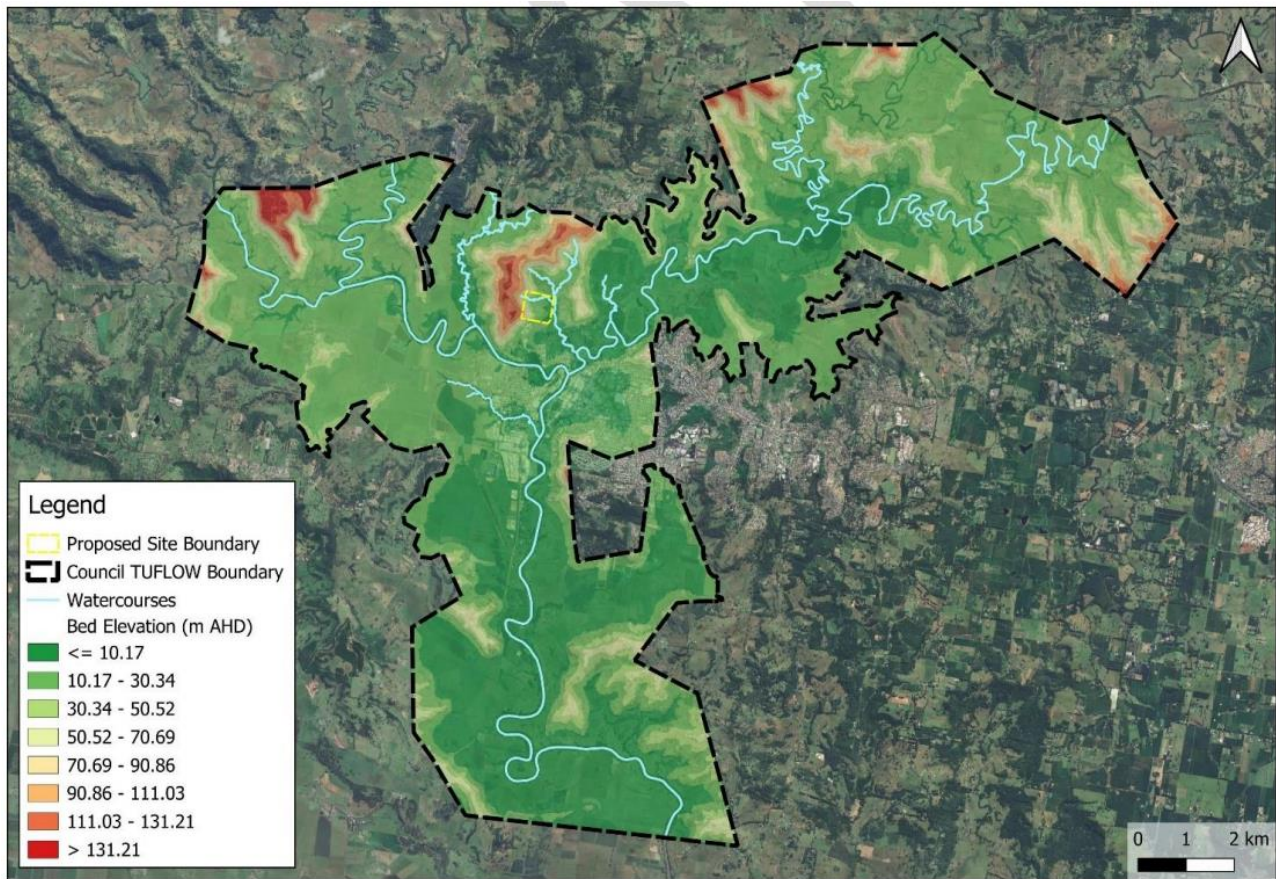 Legend
Proposed Site Boundary
Council TUFLOW Boundary
Watercourses
Bed Elevation (m AHD)
<= 10.17
10.17 - 30.34
30.34 - 50.52
50.52 - 70.69
70.69 - 90.86
90.86 - 111.03
111.03 - 131.21
> 131.21
0 1 2 km